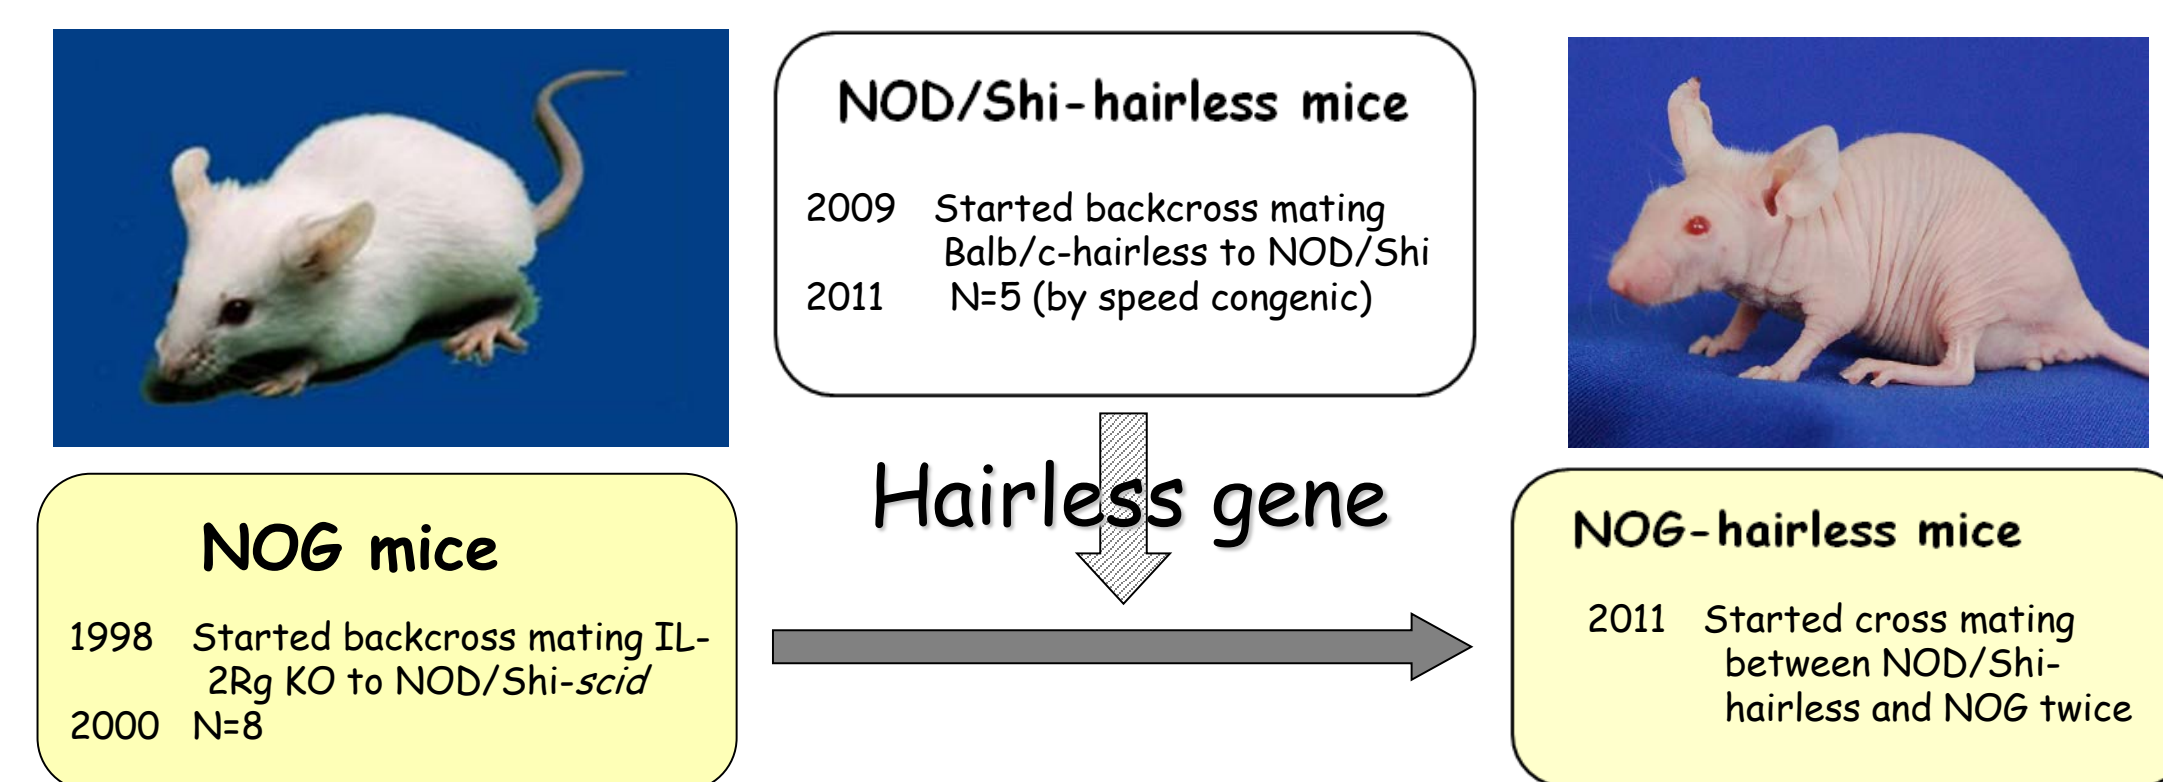 NOD/Shi-hairless mice
2009 Started backcross mating
Balb/c-hairless to NOD/Shi
2011 N=5 (by speed congenic)
Hairless gene
NOG mice
1998 Started backcross mating IL-
2Rg KO to NOD/Shi-scid
2000 N=8
NOG-hairless mice
2011 Started cross mating
between NOD/Shi-
hairless and NOG twice